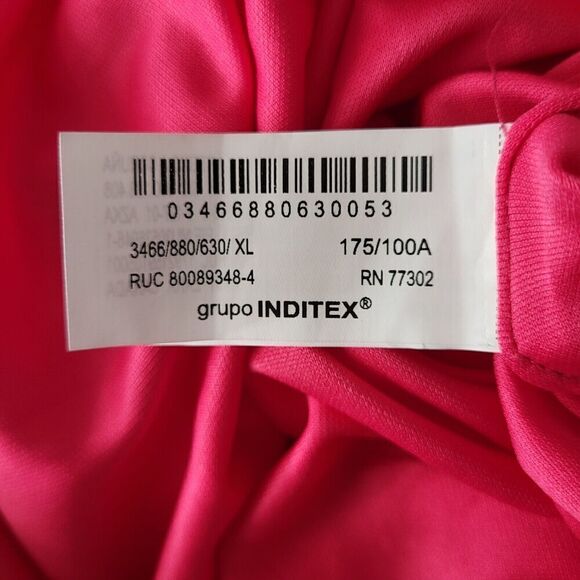 03466880630053
3466/880/630/ XL 175/100A
RUC 80089348-4 RN 77302
grupo INDITEX®